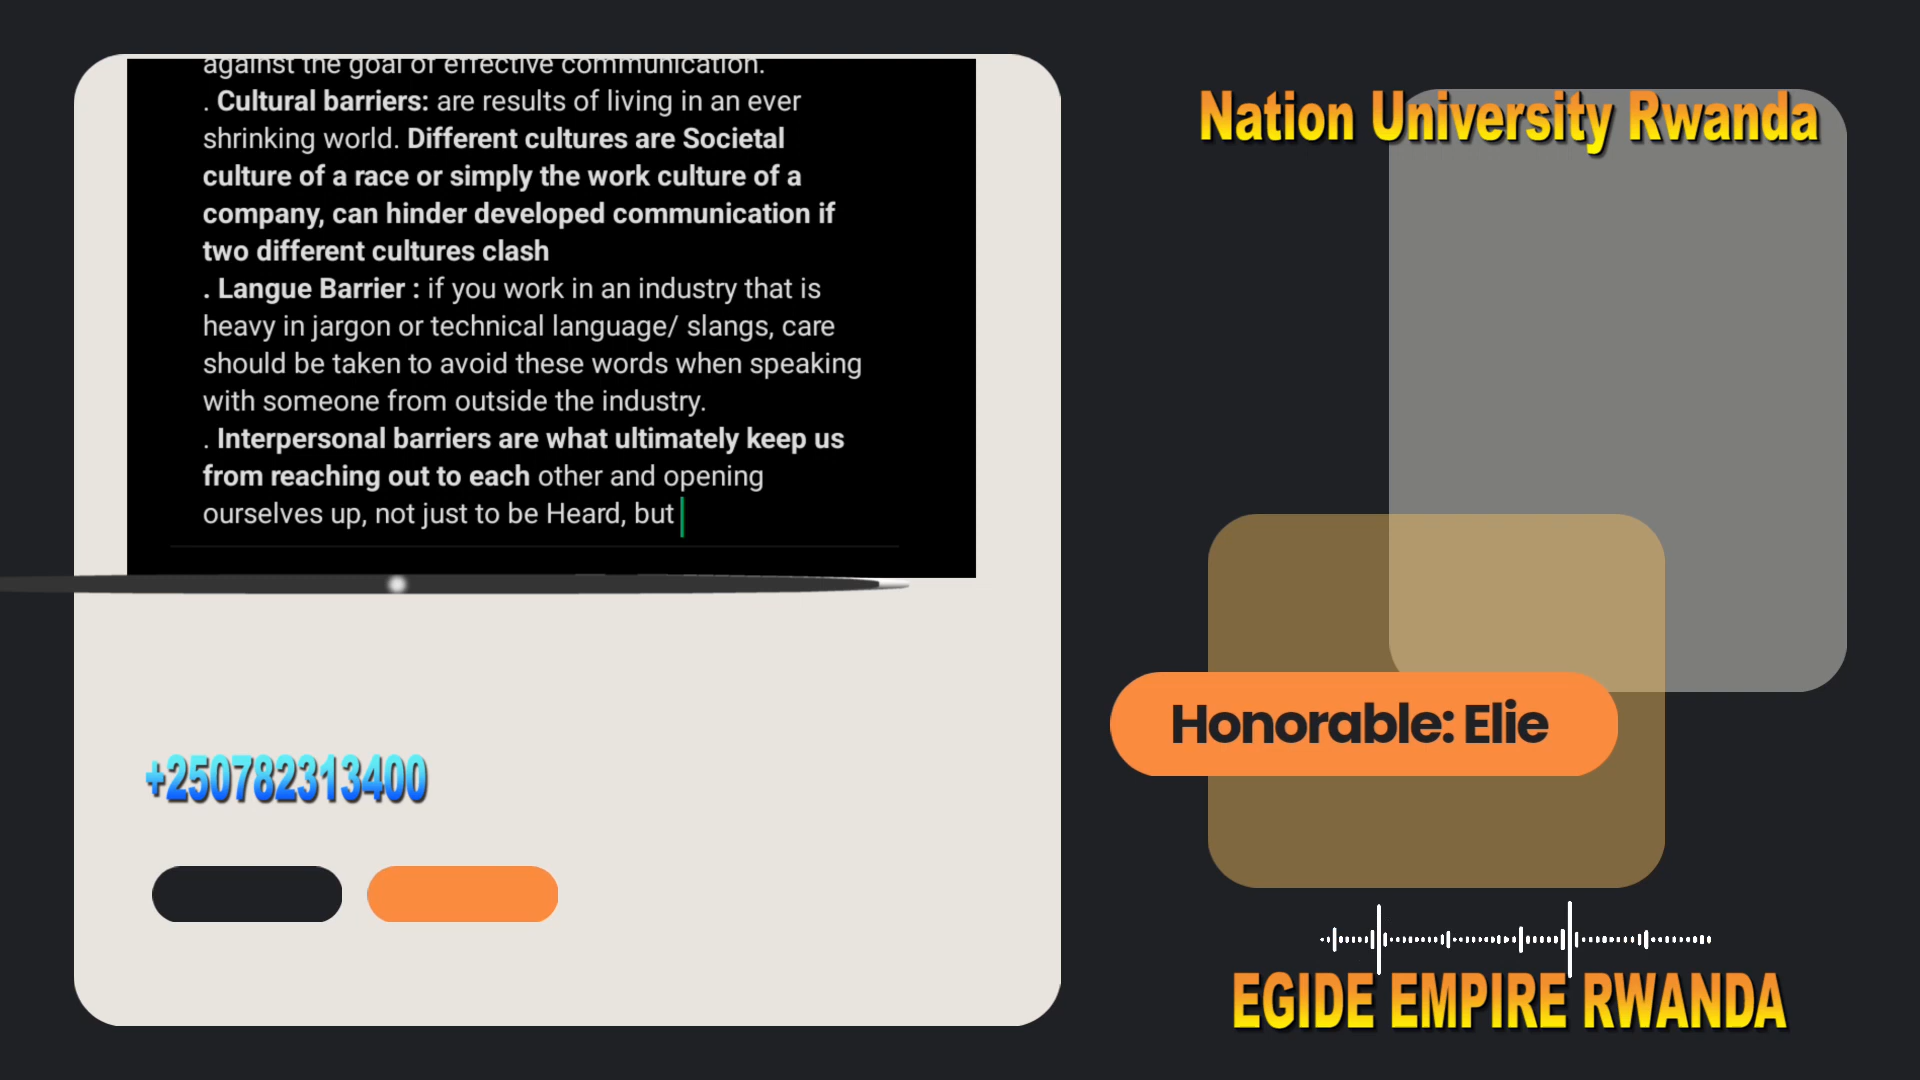 against the goal of effective communication.
. Cultural barriers: are results of living in an ever
shrinking world. Different cultures are Societal
culture of a race or simply the work culture of a
company, can hinder developed communication if
two different cultures clash
. Langue Barrier : if you work in an industry that is
heavy in jargon or technical language/ slangs, care
should be taken to avoid these words when speaking
with someone from outside the industry.
. Interpersonal barriers are what ultimately keep us
from reaching out to each other and opening
ourselves up, not just to be Heard, but
+250782313400
Nation University Rwanda
Honorable: Elie
EGIDE EMPIRE RWANDA